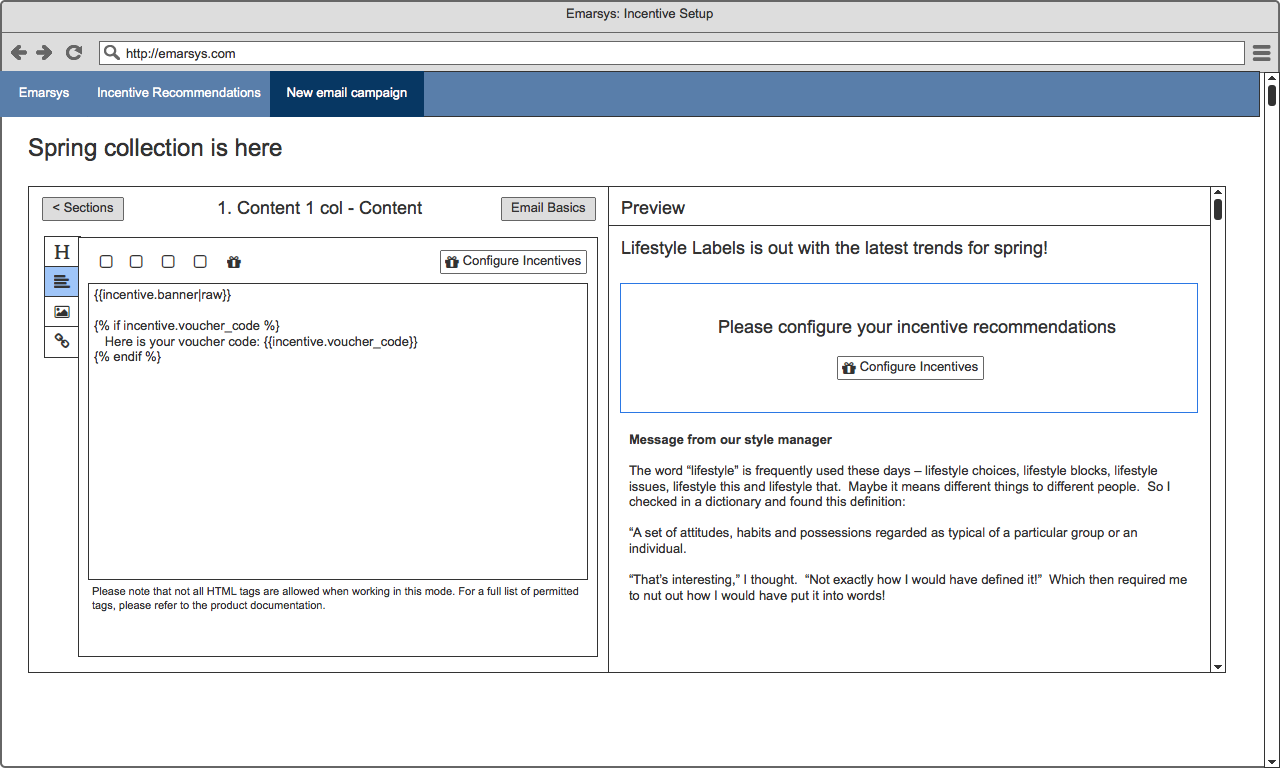 Emarsys: Incentive Setup
http://emarsys.com
Emarsys Incentive Recommendations New email campaign
Spring collection is here
< Sections
1. Content 1 col - Content
Email Basics
H
Configure Incentives
{{incentive.banner|raw}}
{% if incentive.voucher_code %}
Here is your voucher code: {{incentive.voucher_code}}
{% endif %}
Please note that not all HTML tags are allowed when working in this mode. For a full list of permitted
tags, please refer to the product documentation.
Preview
Lifestyle Labels is out with the latest trends for spring!
Please configure your incentive recommendations
Configure Incentives
Message from our style manager
The word “lifestyle” is frequently used these days – lifestyle choices, lifestyle blocks, lifestyle
issues, lifestyle this and lifestyle that.  Maybe it means different things to different people.  So I
checked in a dictionary and found this definition:
“A set of attitudes, habits and possessions regarded as typical of a particular group or an
individual.
“That’s interesting,” I thought.  “Not exactly how I would have defined it!”  Which then required me
to nut out how I would have put it into words!